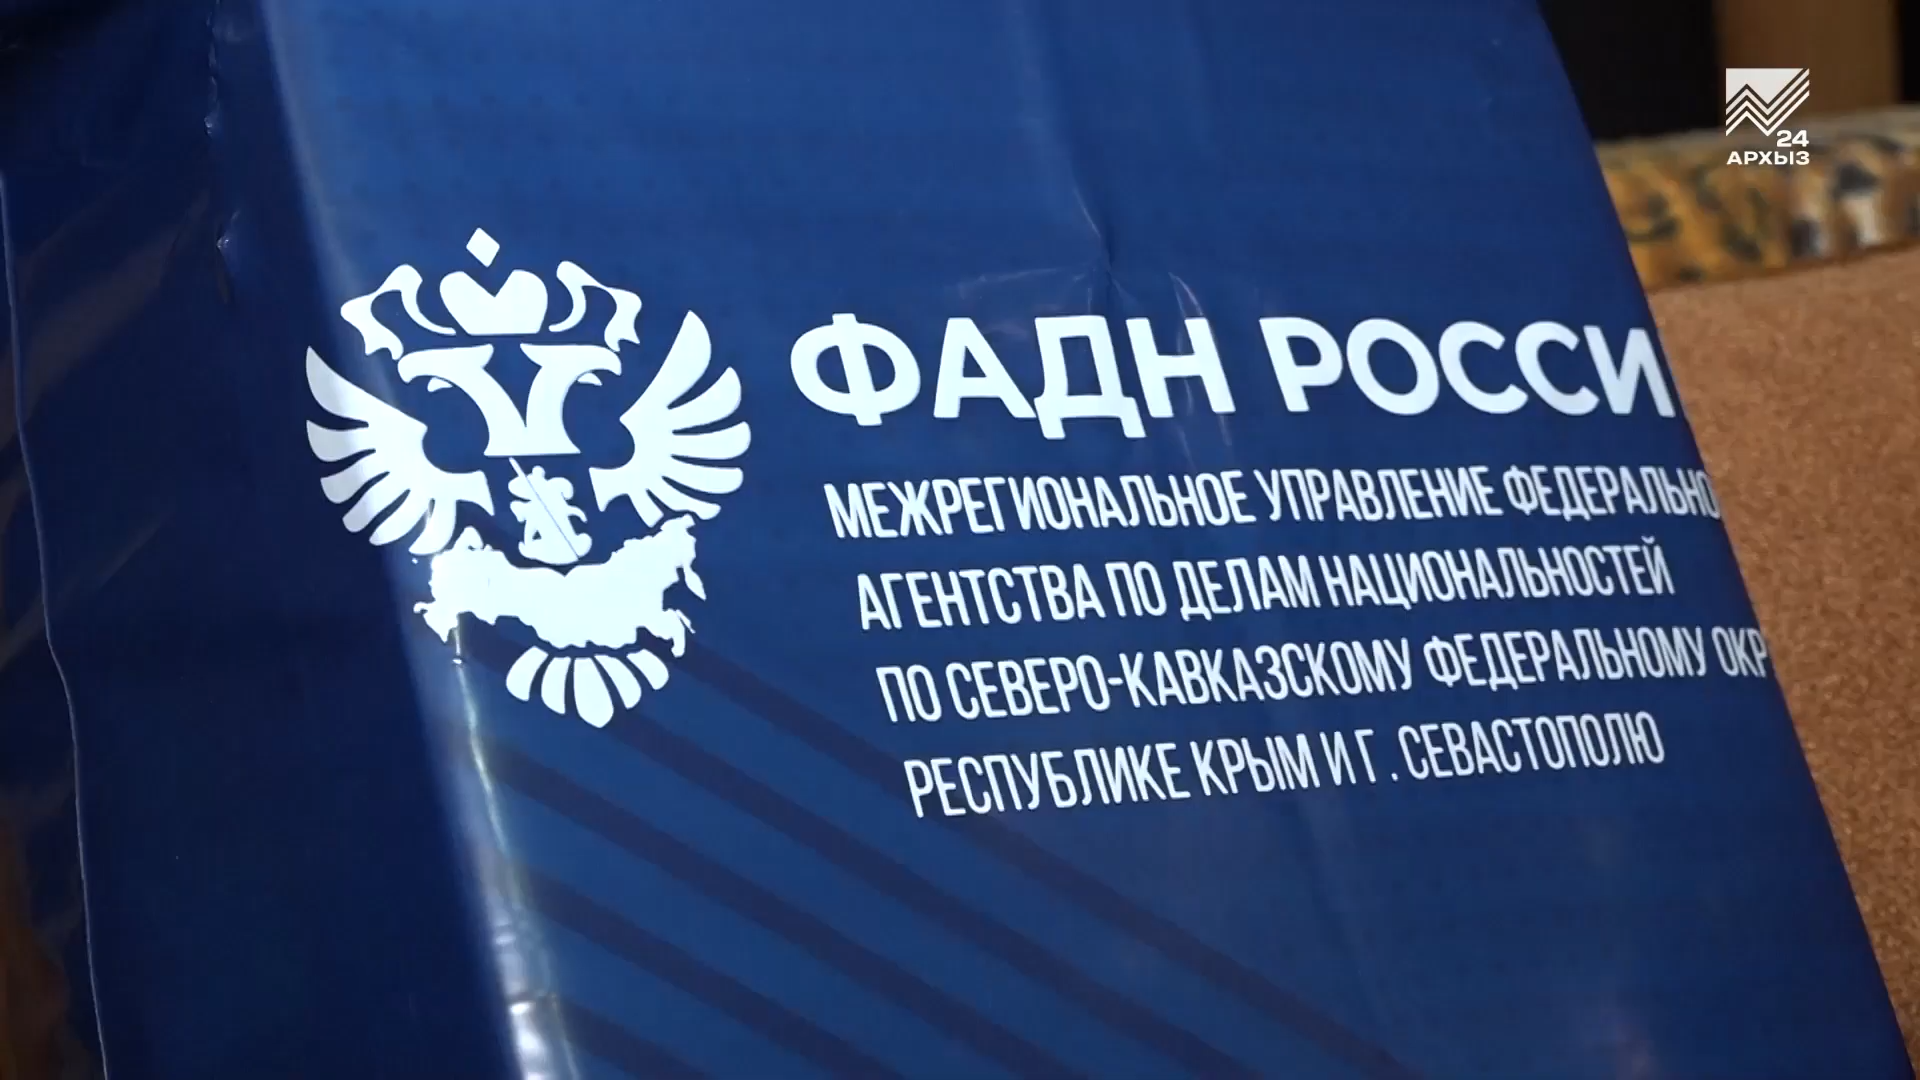 24
АРХЫЗ
ФАДН РОССИ
МЕЖРЕГИОНАЛЬНОЕ УПРАВЛЕНИЕ ФЕДЕРАЛЬНО
АГЕНТСТВА ПО ДЕЛАМ НАЦИОНАЛЬНОСТЕЙ
ПО СЕВЕРО-КАВКАЗСКОМУ ФЕДЕРАЛЬНОМУ ОКР
РЕСПУБЛИКЕ КРЫМ И Г. СЕВАСТОПОЛЮ